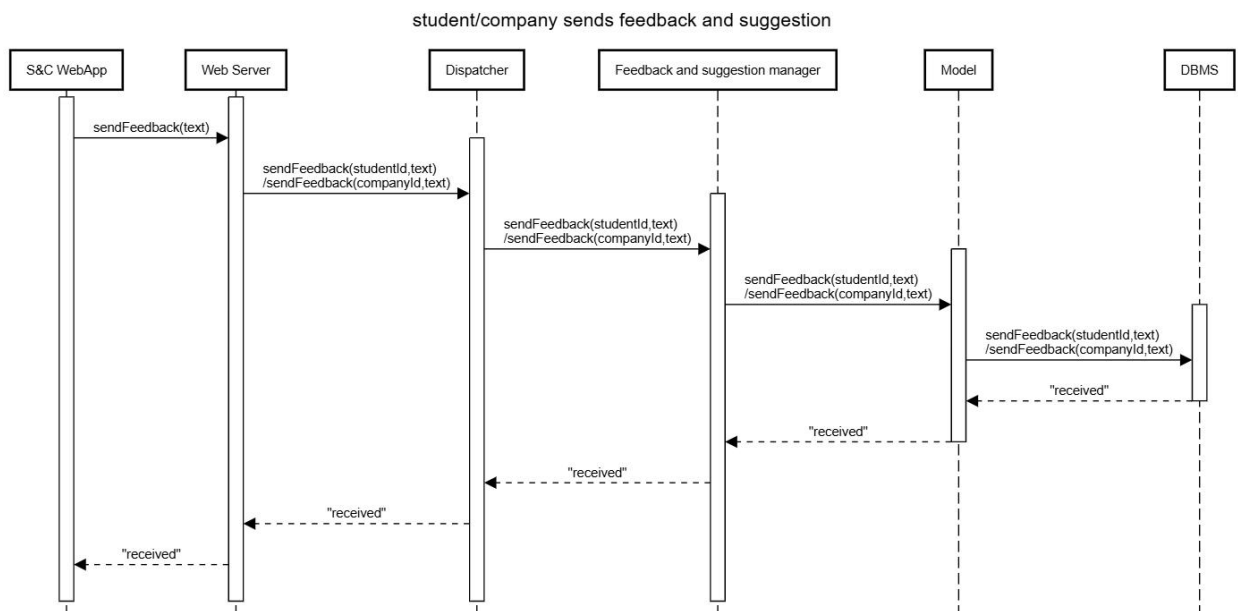 student/company sends feedback and suggestion
S&C WebApp
Web Server
Dispatcher
Feedback and suggestion manager
Model
DBMS
sendFeedback(text)
sendFeedback(studentId,text)
/sendFeedback(companyId,text)
sendFeedback(studentId,text)
/sendFeedback(companyId,text)
sendFeedback(studentId,text)
/sendFeedback(companyId,text)
sendFeedback(studentId,text)
/sendFeedback(companyId,text)
"received"
"received"
"received"
"received"
"received"